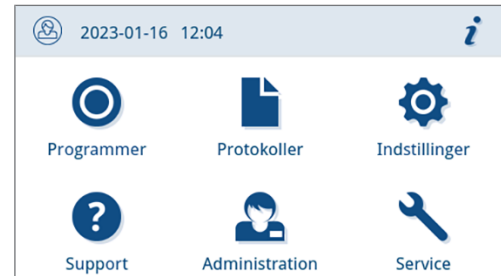 2023-01-16 12:04 i
Programmer Protokoller Indstillinger
? 
Support Administration Service